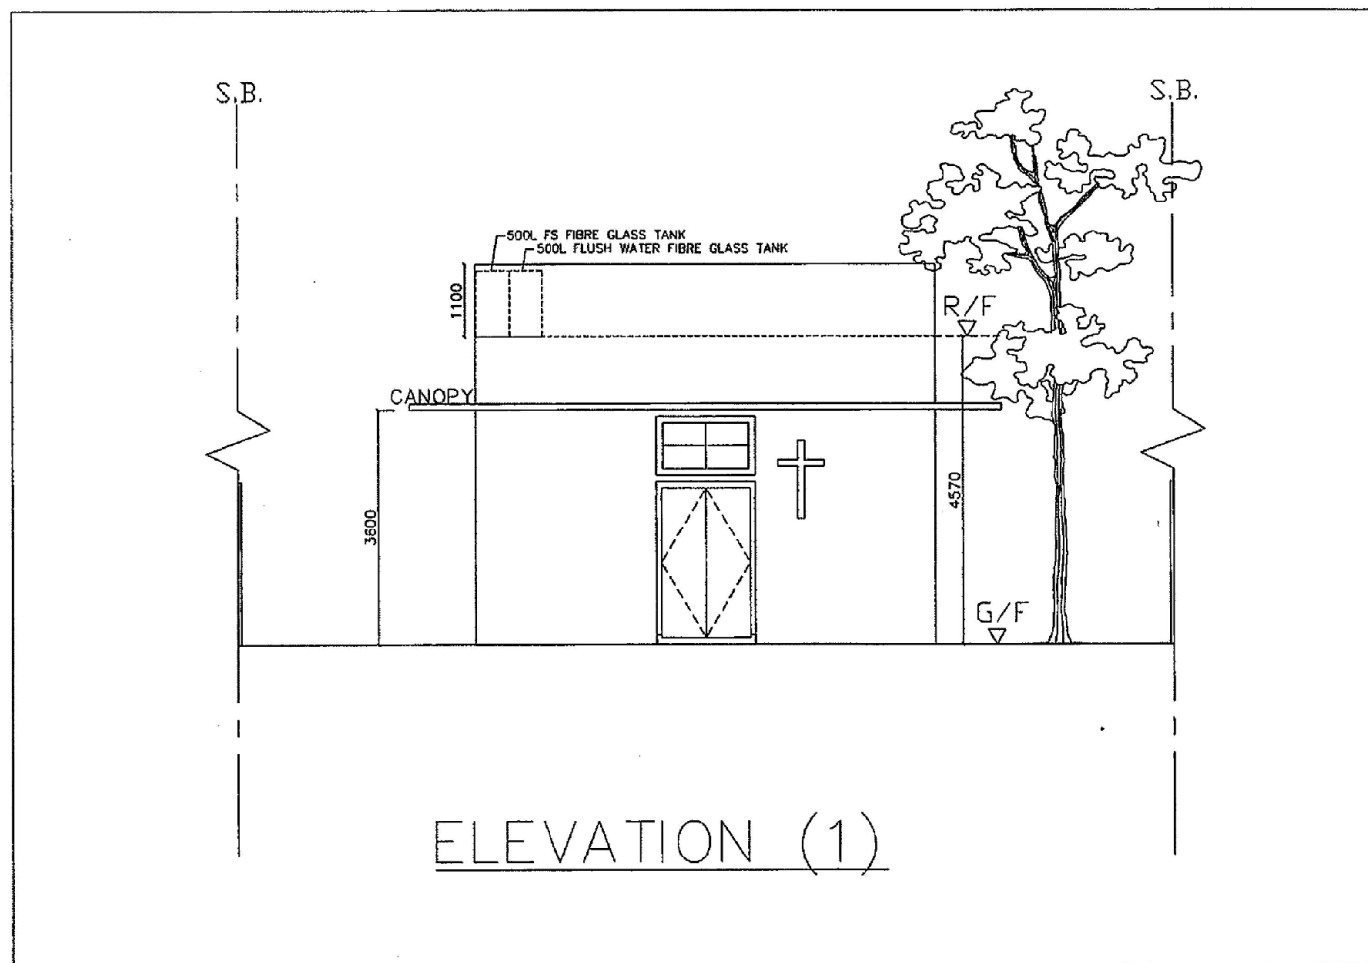 S.B.
S.B.
500L FS FIBRE GLASS TANK
500L FLUSH WATER FIBRE GLASS TANK
1100
R/F
CANOPY
3600
4570
G/F
ELEVATION (1)